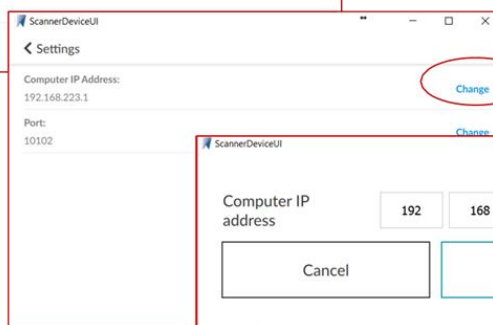 ScannerDeviceUI
Settings
Computer IP Address:
Change
192.168.223.1
Port:
Change
10102
ScannerDeviceUI
Computer IP
address
192 168
Cancel